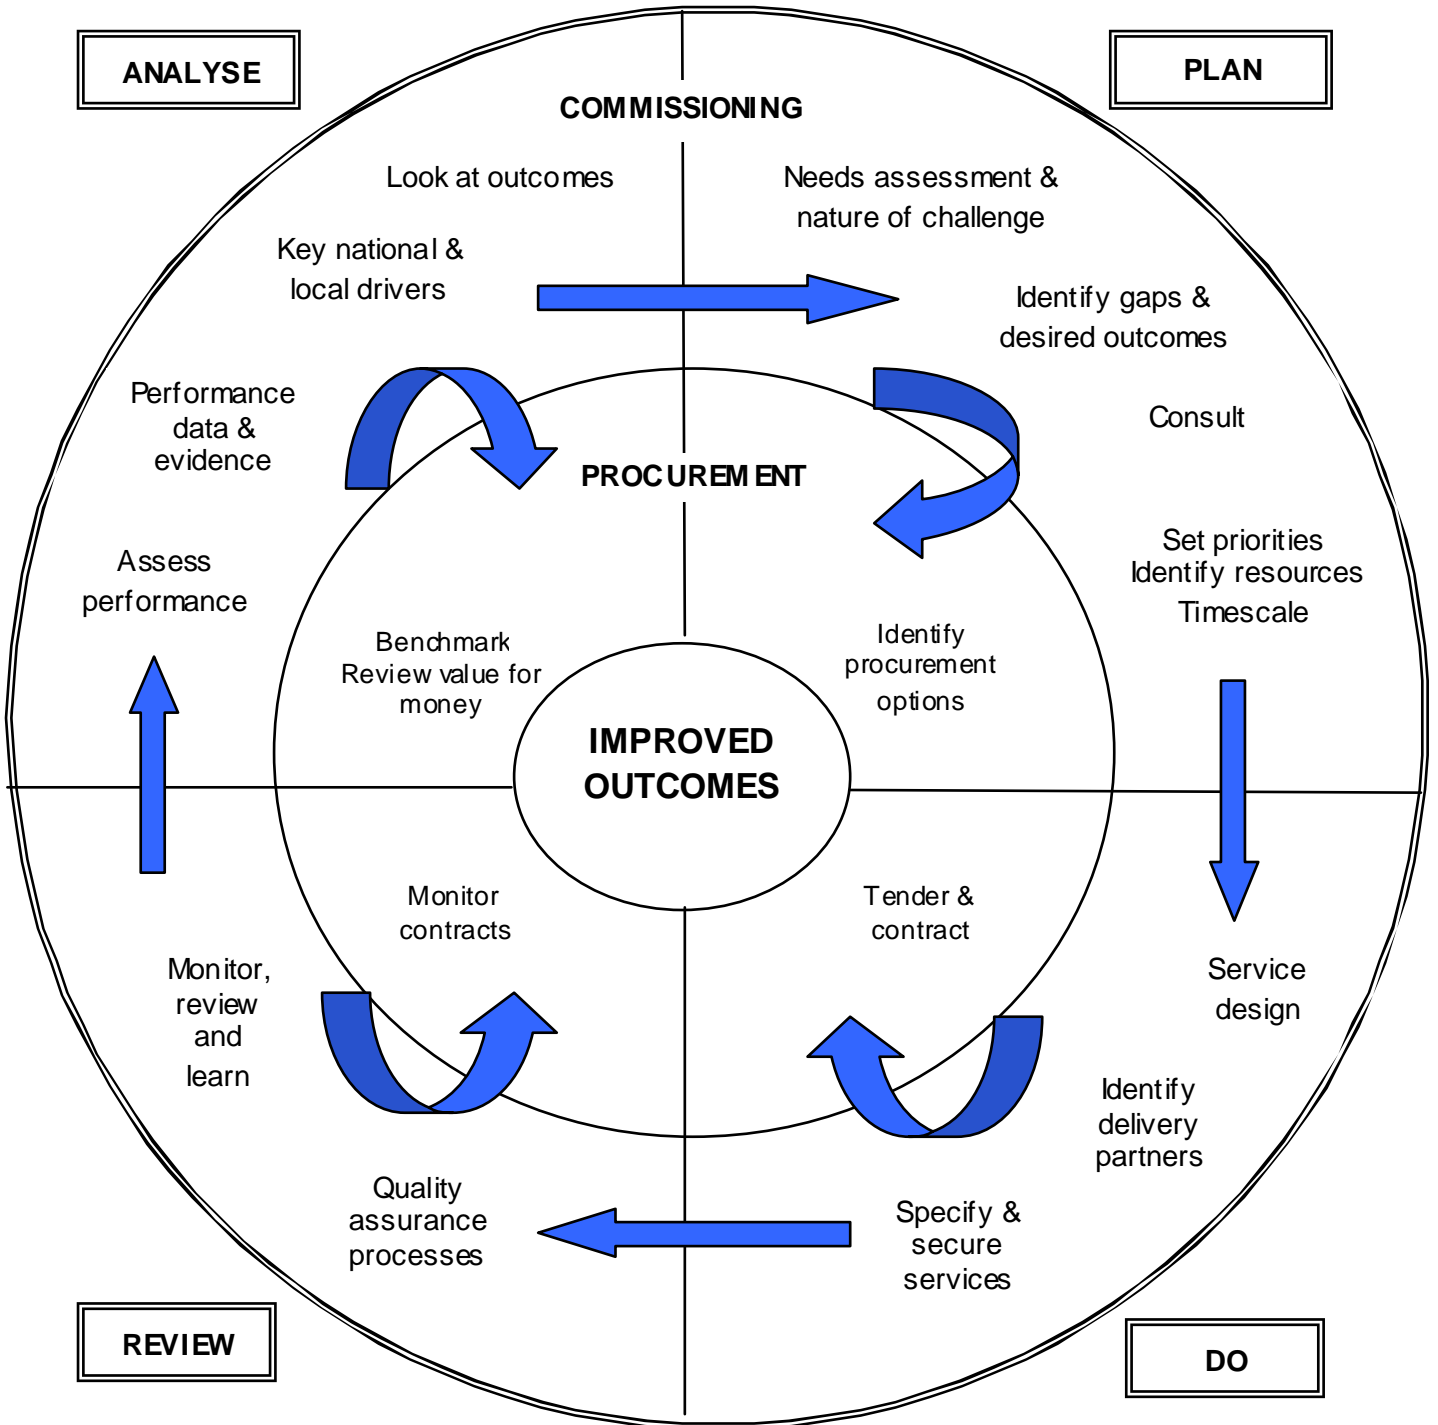 ANALYSE
PLAN
COMMISSIONING
Look at outcomes
Needs assessment &
nature of challenge
Key national &
local drivers
Identify gaps &
desired outcomes
Performance
data &
evidence
Consult
PROCUREMENT
Assess
performance
Set priorities
Identify resources
Timescale
Benchmark
Review value for
money
Identify
procurement
options
IMPROVED
OUTCOMES
Monitor
contracts
Tender &
contract
Monitor,
review
and
learn
Service
design
Identify
delivery
partners
Quality
assurance
processes
Specify &
secure
services
REVIEW
DO